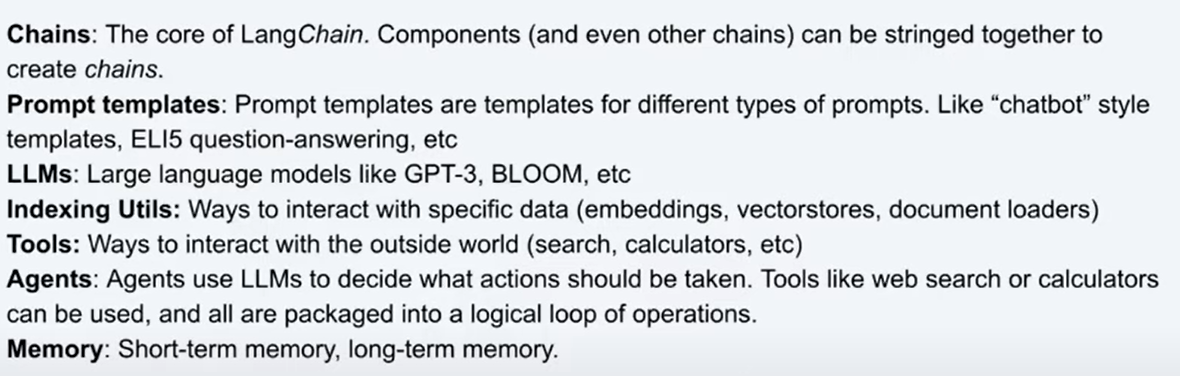 Chains: The core of LangChain. Components (and even other chains) can be stringed together to
create chains.
Prompt templates: Prompt templates are templates for different types of prompts. Like “chatbot” style
templates, ELI5 question-answering, etc
LLMs: Large language models like GPT-3, BLOOM, etc
Indexing Utils: Ways to interact with specific data (embeddings, vectorstores, document loaders)
Tools: Ways to interact with the outside world (search, calculators, etc)
Agents: Agents use LLMs to decide what actions should be taken. Tools like web search or calculators
can be used, and all are packaged into a logical loop of operations.
Memory: Short-term memory, long-term memory.